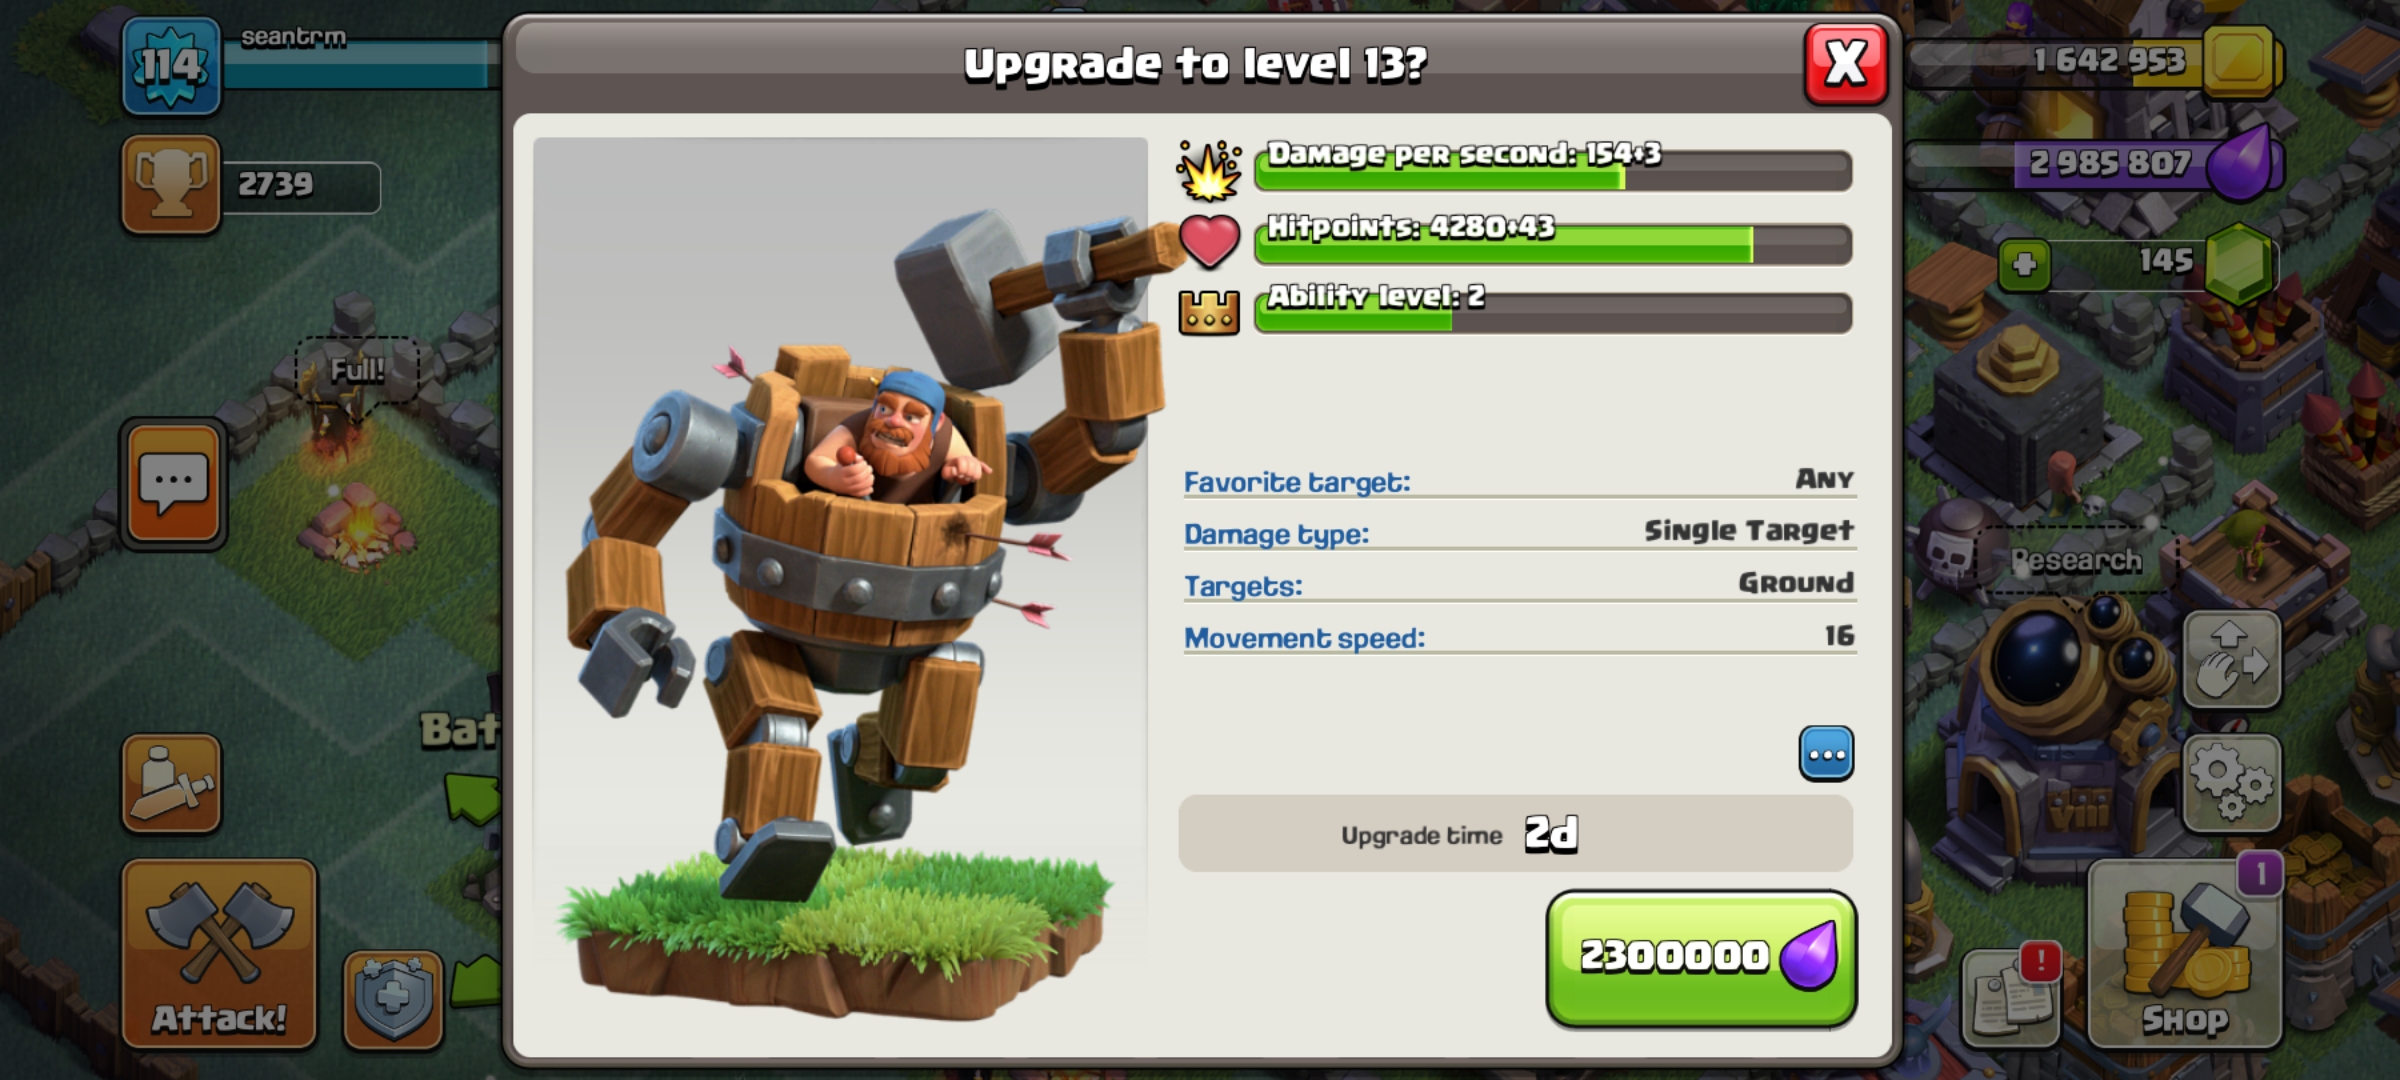 114
seantrm
2739
Full!
Bat
Attack!
Upgrade to level 13?
X
Damage per second: 154+3
Hitpoints: 4280+43
Ability level: 2
Favorite target: Any
Damage type: Single Target
Targets: Ground
Movement speed: 16
Upgrade time 2d
2300000
1 642 953
2 985 807
145
Research
VIII
1
!
Shop